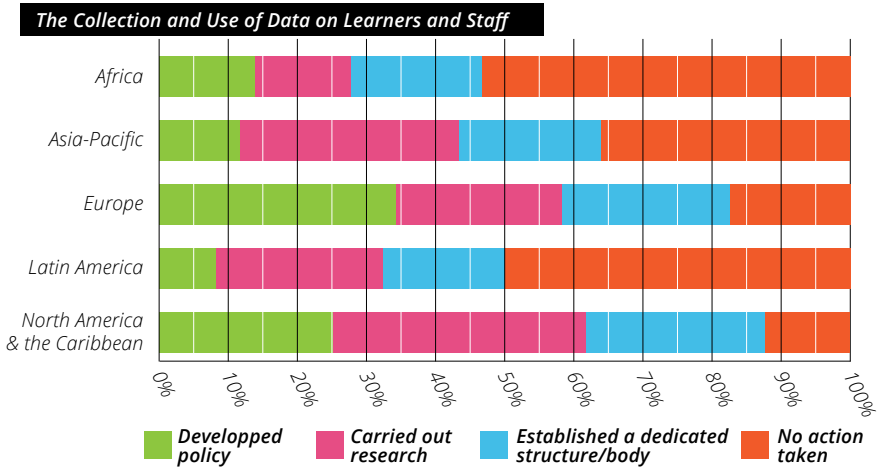 The Collection and Use of Data on Learners and Staff
Africa
Asia-Pacific
Europe
Latin America
North America
& the Caribbean
0%
10%
20%
30%
40%
50%
60%
70%
80%
90%
100%
Developped
policy
Carried out
research
Established a dedicated
structure/body
No action
taken